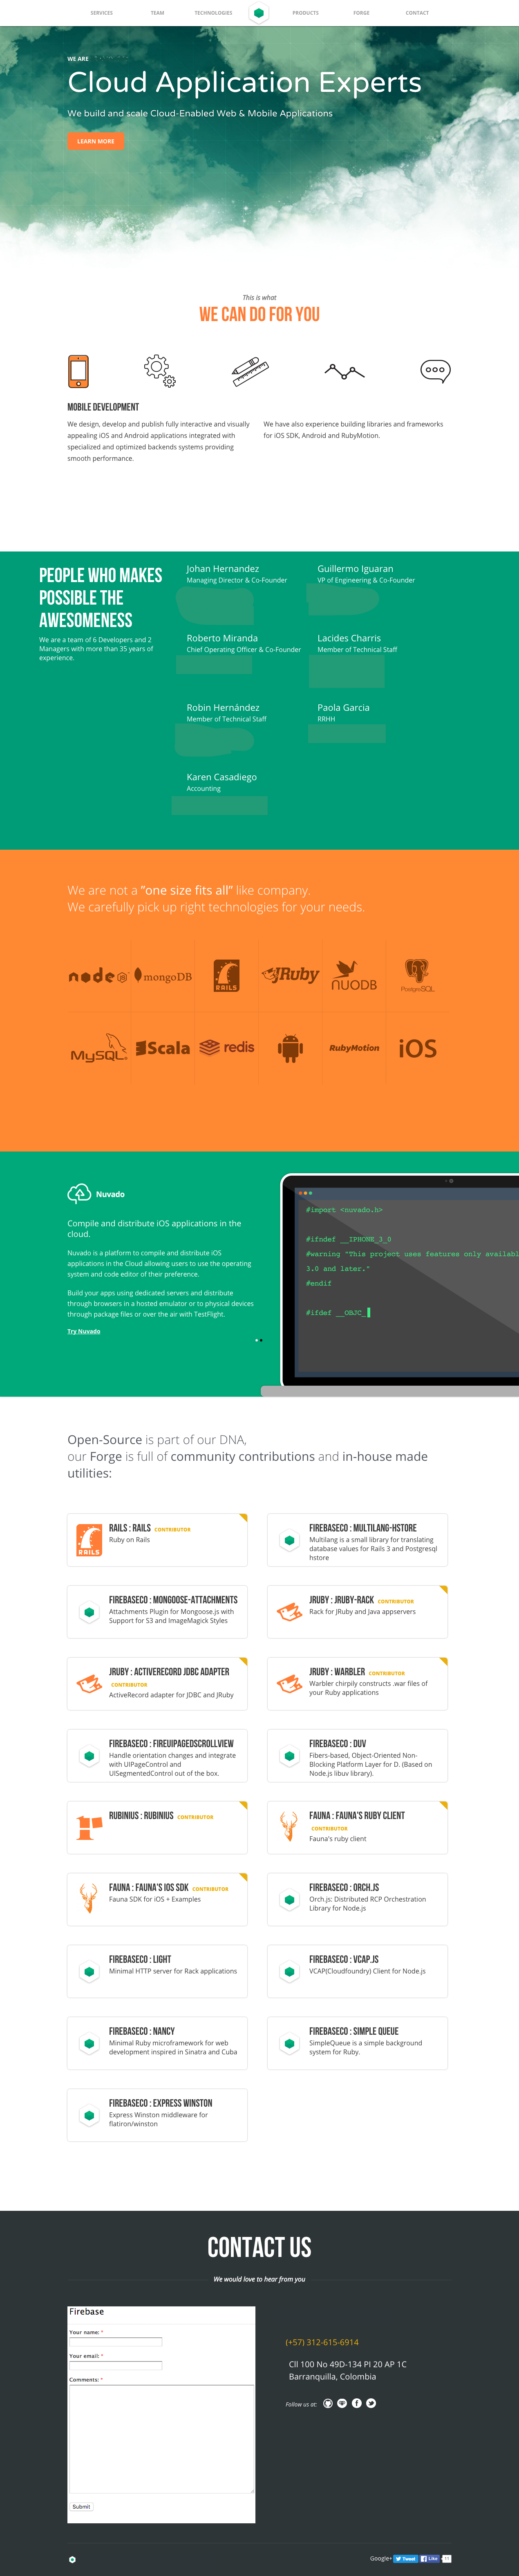 SERVICES TEAM TECHNOLOGIES PRODUCTS FORGE CONTACT
WE ARE
Cloud Application Experts
We build and scale Cloud-Enabled Web & Mobile Applications
LEARN MORE
This is what
WE CAN DO FOR YOU
MOBILE DEVELOPMENT
We design, develop and publish fully interactive and visually
appealing iOS and Android applications integrated with
specialized and optimized backends systems providing
smooth performance.
We have also experience building libraries and frameworks
for iOS SDK, Android and RubyMotion.
PEOPLE WHO MAKES
POSSIBLE THE
AWESOMENESS
We are a team of 6 Developers and 2
Managers with more than 35 years of
experience.
Johan Hernandez
Managing Director & Co-Founder
Guillermo Iguaran
VP of Engineering & Co-Founder
Roberto Miranda
Chief Operating Officer & Co-Founder
Lacides Charris
Member of Technical Staff
Robin Hernández
Member of Technical Staff
Paola Garcia
RRHH
Karen Casadiego
Accounting
We are not a "one size fits all" like company.
We carefully pick up right technologies for your needs.
node JS
mongoDB
RAILS
JRuby
NUODB
PostgreSQL
MySQL
Scala
redis
RubyMotion
iOS
Nuvado
Compile and distribute iOS applications in the
cloud.
Nuvado is a platform to compile and distribute iOS
applications in the Cloud allowing users to use the operating
system and code editor of their preference.
Build your apps using dedicated servers and distribute
through browsers in a hosted emulator or to physical devices
through package files or over the air with TestFlight.
Try Nuvado
#import <nuvado.h>
#ifndef __IPHONE_3_0
#warning "This project uses features only availabl
3.0 and later."
#endif
#ifdef __OBJC_
Open-Source is part of our DNA,
our Forge is full of community contributions and in-house made
utilities:
RAILS : RAILS CONTRIBUTOR
Ruby on Rails
RAILS
FIREBASECO : MULTILANG-HSTORE
Multilang is a small library for translating
database values for Rails 3 and Postgresql
hstore
FIREBASECO : MONGOOSE-ATTACHMENTS
Attachments Plugin for Mongoose.js with
Support for S3 and ImageMagick Styles
JRUBY : JRUBY-RACK CONTRIBUTOR
Rack for JRuby and Java appservers
JRUBY : ACTIVERECORD JDBC ADAPTER
CONTRIBUTOR
ActiveRecord adapter for JDBC and JRuby
JRUBY : WARBLER CONTRIBUTOR
Warbler chirpily constructs .war files of
your Ruby applications
FIREBASECO : FIREUIPAGEDSCROLLVIEW
Handle orientation changes and integrate
with UIPageControl and
UISegmentedControl out of the box.
FIREBASECO : DUV
Fibers-based, Object-Oriented Non-
Blocking Platform Layer for D. (Based on
Node.js libuv library).
RUBINIUS : RUBINIUS CONTRIBUTOR
FAUNA : FAUNA'S RUBY CLIENT
CONTRIBUTOR
Fauna's ruby client
FAUNA : FAUNA'S IOS SDK CONTRIBUTOR
Fauna SDK for iOS + Examples
FIREBASECO : ORCH.JS
Orch.js: Distributed RCP Orchestration
Library for Node.js
FIREBASECO : LIGHT
Minimal HTTP server for Rack applications
FIREBASECO : VCAP.JS
VCAP(Cloudfoundry) Client for Node.js
FIREBASECO : NANCY
Minimal Ruby microframework for web
development inspired in Sinatra and Cuba
FIREBASECO : SIMPLE QUEUE
SimpleQueue is a simple background
system for Ruby.
FIREBASECO : EXPRESS WINSTON
Express Winston middleware for
flatiron/winston
CONTACT US
We would love to hear from you
Firebase
Your name: *
Your email: *
Comments: *
Submit
(+57) 312-615-6914
Cll 100 No 49D-134 PI 20 AP 1C
Barranquilla, Colombia
Follow us at:
Google+ Tweet Like